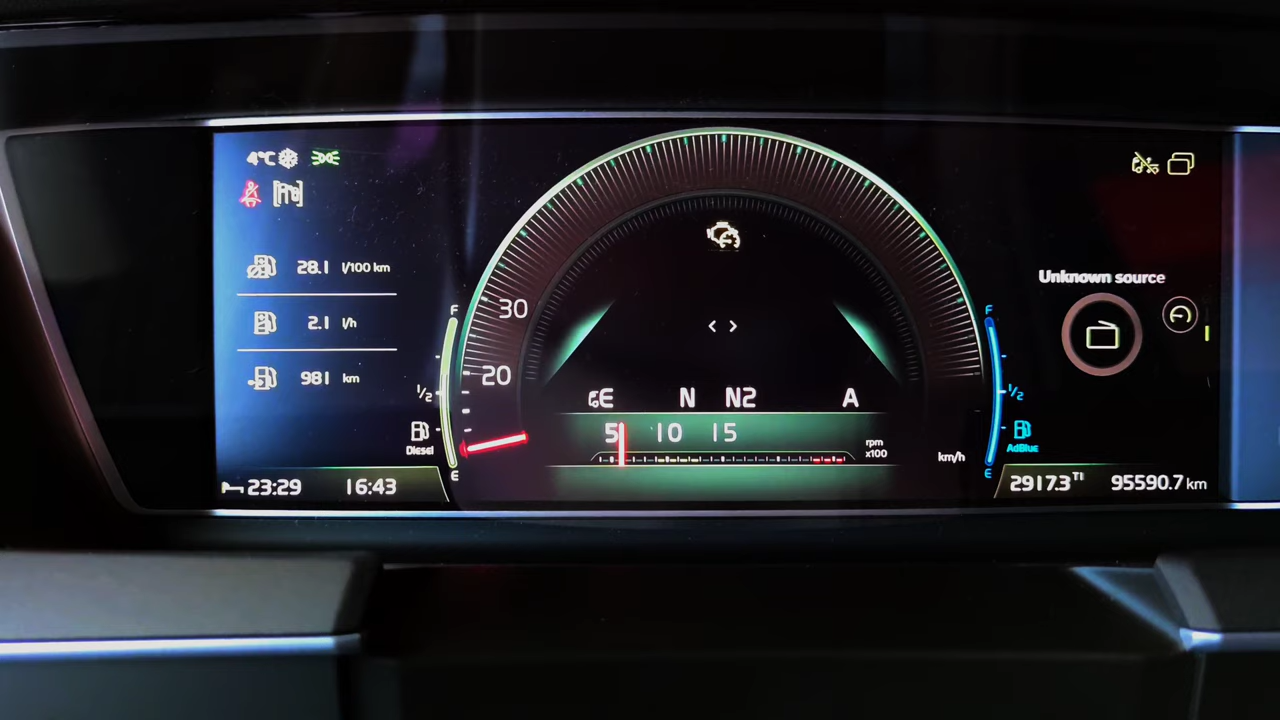 4°C
28.1 l/100 km
2.1 l/h
981 km
Diesel
23:29 16:43
F
1/2
E
30
20
E N N2 A
5 10 15
rpm
x100
km/h
F
1/2
AdBlue
E
Unknown source
2917.3 TI 95590.7 km